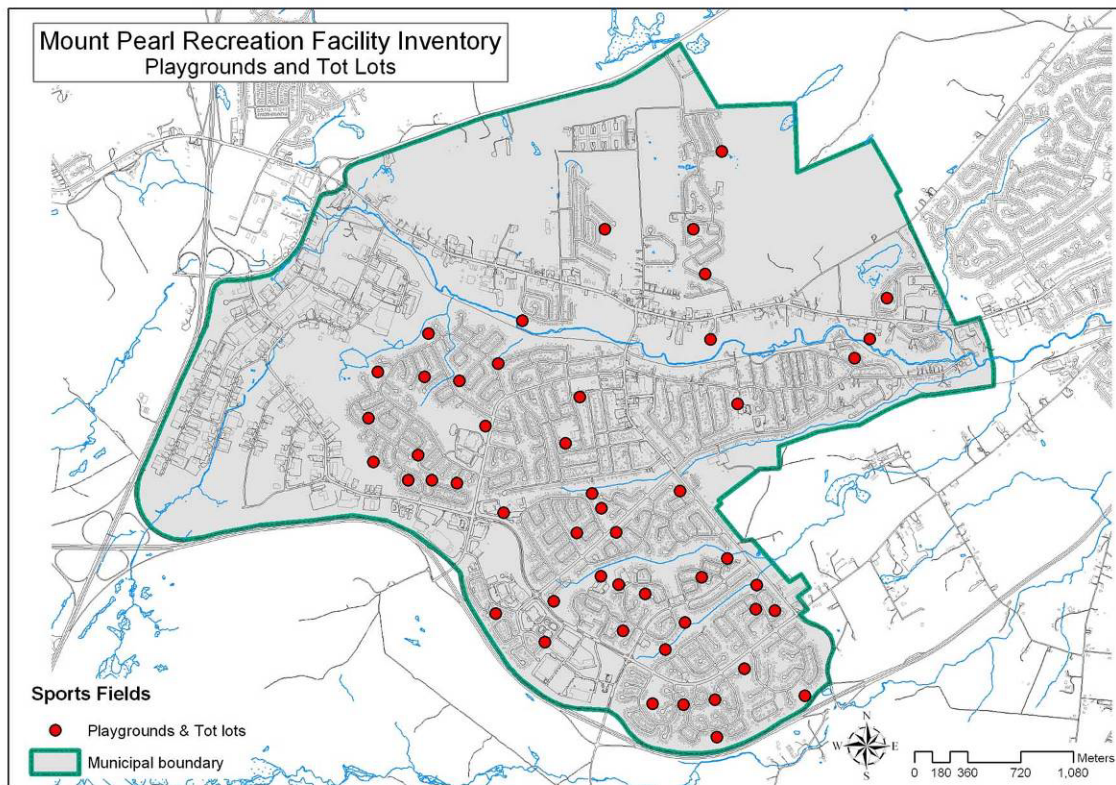 Mount Pearl Recreation Facility Inventory
Playgrounds and Tot Lots
Sports Fields
Playgrounds & Tot lots
Municipal boundary
N
W E
S
Meters
0 180 360 720 1,080